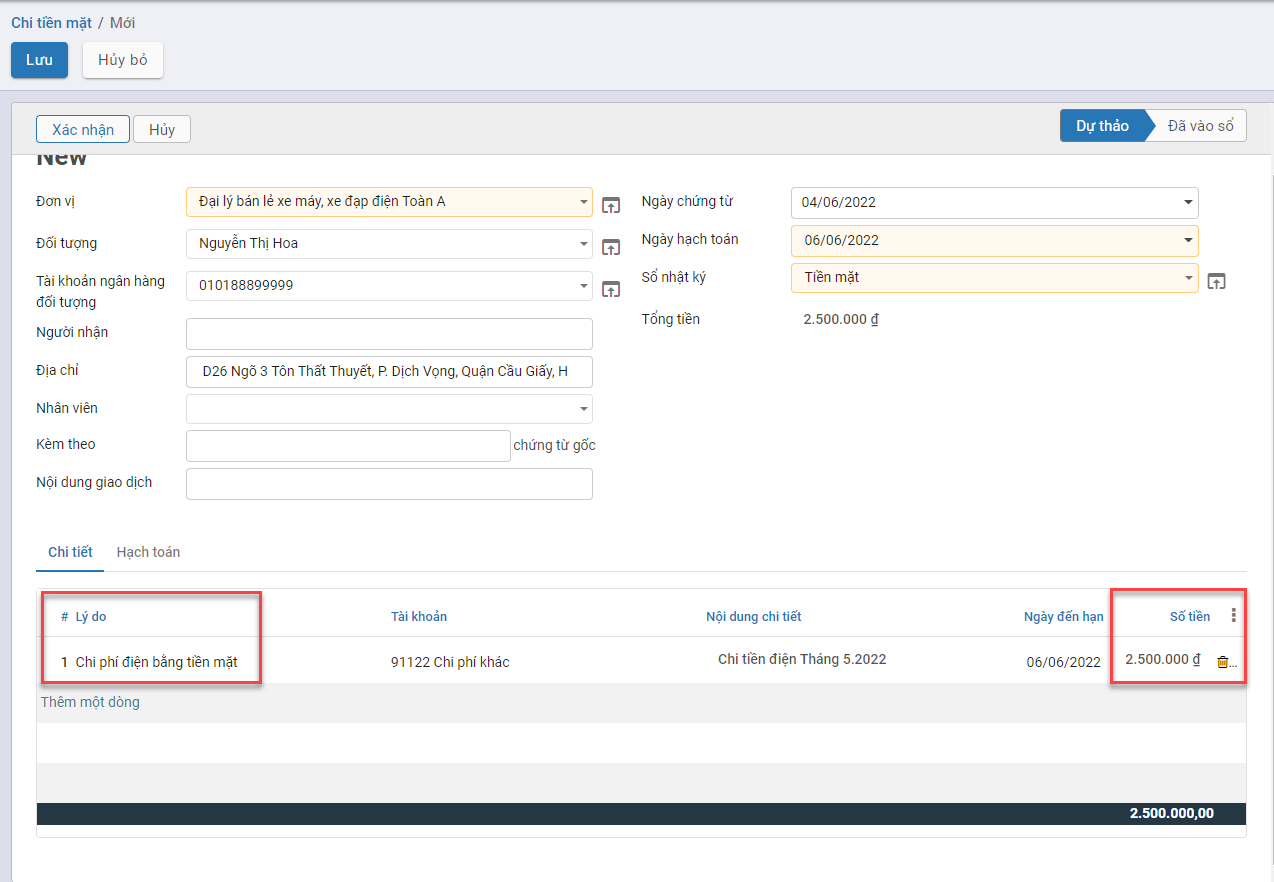 Chi tiền mặt / Mới
Lưu Hủy bỏ
Xác nhận Hủy Dự thảo Đã vào sổ
New
Đơn vị Đại lý bán lẻ xe máy, xe đạp điện Toàn A Ngày chứng từ 04/06/2022
Đối tượng Nguyễn Thị Hoa Ngày hạch toán 06/06/2022
Tài khoản ngân hàng đối tượng 010188899999 Sổ nhật ký Tiền mặt
Người nhận Tổng tiền 2.500.000 ₫
Địa chỉ D26 Ngõ 3 Tôn Thất Thuyết, P. Dịch Vọng, Quận Cầu Giấy, H
Nhân viên
Kèm theo chứng từ gốc
Nội dung giao dịch
Chi tiết Hạch toán
# Lý do Tài khoản Nội dung chi tiết Ngày đến hạn Số tiền
1 Chi phí điện bằng tiền mặt 91122 Chi phí khác Chi tiền điện Tháng 5.2022 06/06/2022 2.500.000 ₫ ...
Thêm một dòng
2.500.000,00